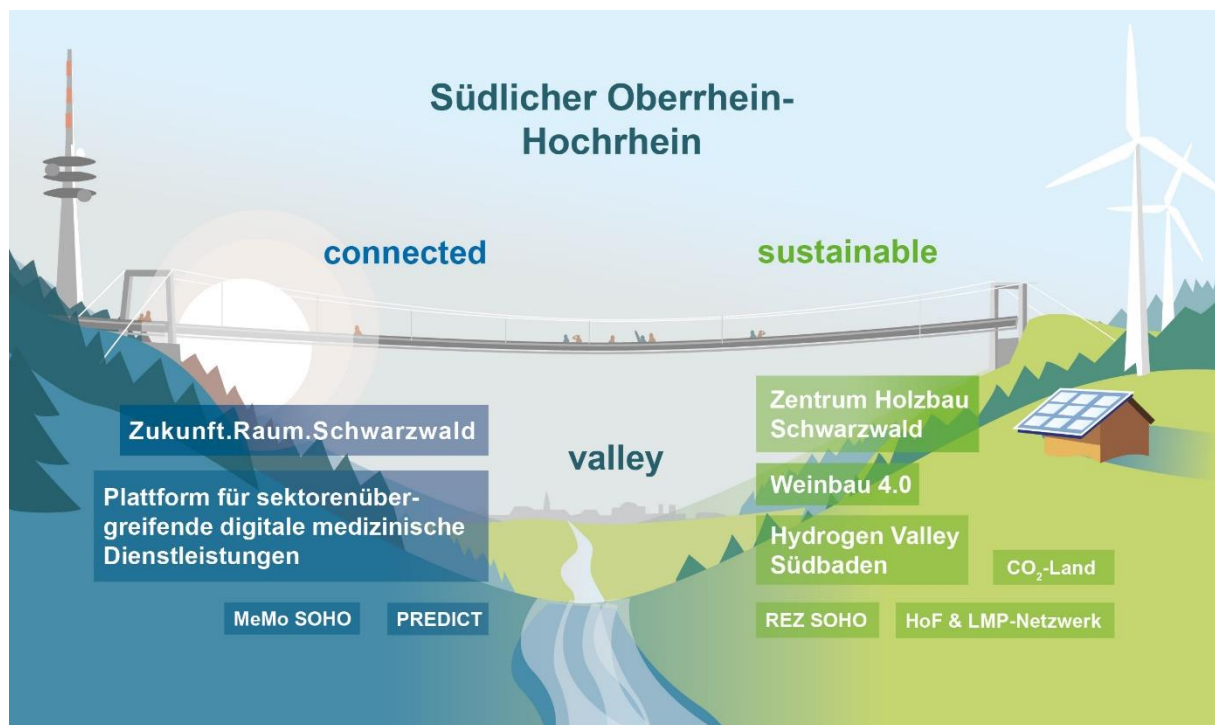 Südlicher Oberrhein-
Hochrhein
connected
sustainable
valley
Zukunft.Raum.Schwarzwald
Plattform für sektorenüber-
greifende digitale medizinische
Dienstleistungen
MeMo SOHO
PREDICT
Zentrum Holzbau
Schwarzwald
Weinbau 4.0
Hydrogen Valley
Südbaden
CO₂-Land
REZ SOHO
HoF & LMP-Netzwerk